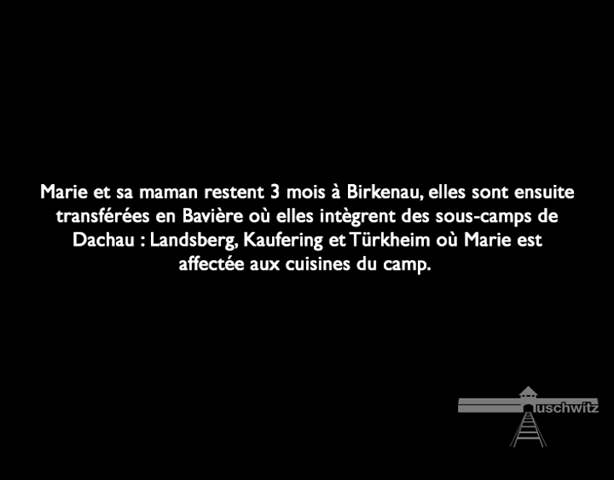 Marie et sa maman restent 3 mois à Birkenau, elles sont ensuite
transférées en Bavière où elles intègrent des sous-camps de
Dachau : Landsberg, Kaufering et Türkheim où Marie est
affectée aux cuisines du camp.
uschwitz